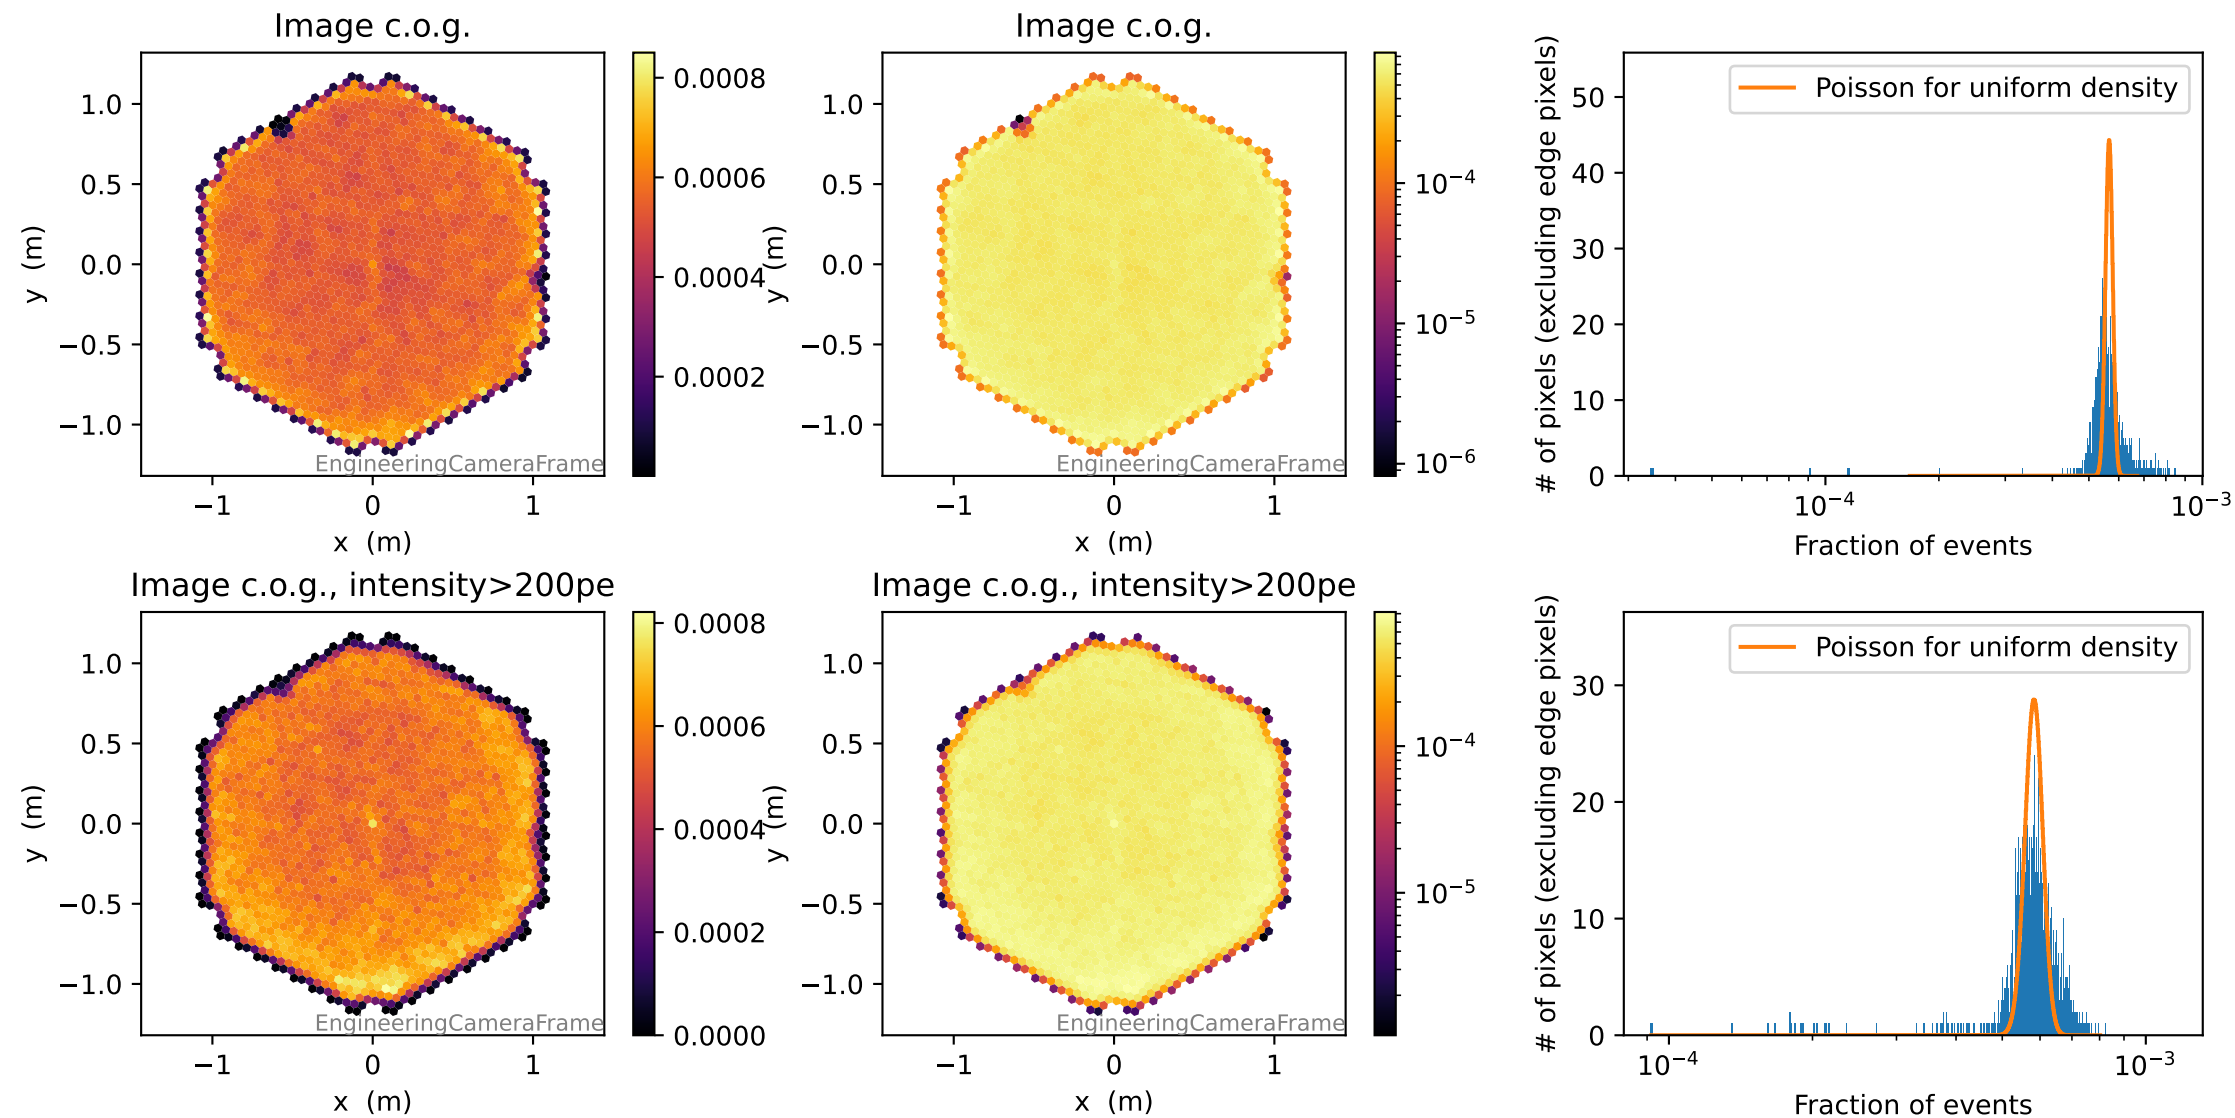 Image c.o.g.
1.0
0.5
0.0
−0.5
−1.0
−1
0
1
x (m)
y (m)
EngineeringCameraFrame
0.0008
0.0006
0.0004
0.0002
Image c.o.g.
1.0
0.5
0.0
−0.5
−1.0
−1
0
1
x (m)
y (m)
EngineeringCameraFrame
10⁻⁴
10⁻⁵
10⁻⁶
Poisson for uniform density
50
40
30
20
10
0
10⁻⁴
10⁻³
Fraction of events
# of pixels (excluding edge pixels)
Image c.o.g., intensity>200pe
1.0
0.5
0.0
−0.5
−1.0
−1
0
1
x (m)
y (m)
EngineeringCameraFrame
0.0008
0.0006
0.0004
0.0002
0.0000
Image c.o.g., intensity>200pe
1.0
0.5
0.0
−0.5
−1.0
−1
0
1
x (m)
y (m)
EngineeringCameraFrame
10⁻⁴
10⁻⁵
Poisson for uniform density
30
20
10
0
10⁻⁴
10⁻³
Fraction of events
# of pixels (excluding edge pixels)